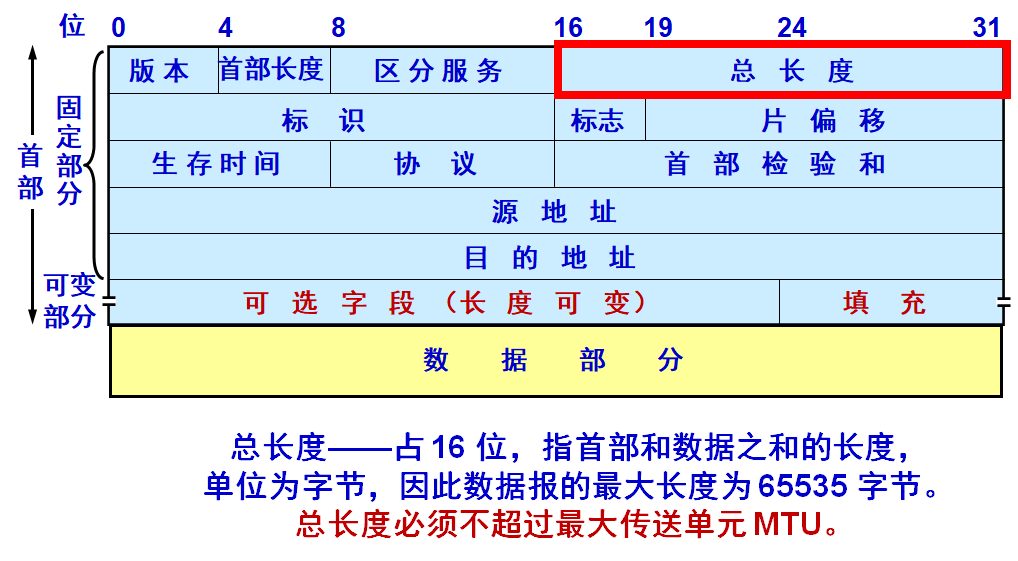 位 0 4 8 16 19 24 31
版本 首部长度 区分服务 总长度
标识 标志 片偏移
生存时间 协议 首部检验和
源地址
目的地址
可选字段（长度可变） 填充
数据部分
首部
固定部分
可变部分
总长度——占16 位，指首部和数据之和的长度，
单位为字节，因此数据报的最大长度为 65535 字节。
总长度必须不超过最大传送单元 MTU。